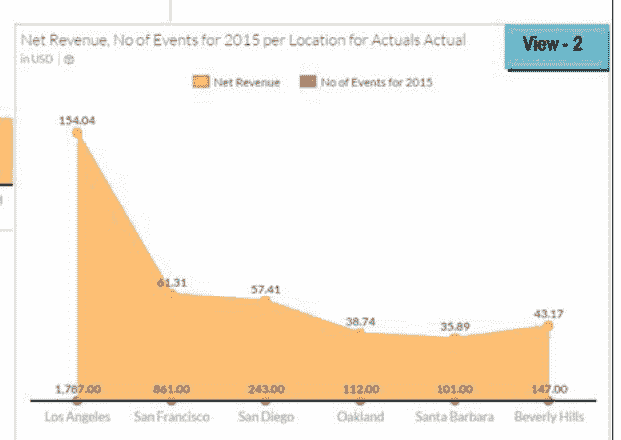 Net Revenue, No of Events for 2015 per Location for Actuals Actual
View - 2
in USD
Net Revenue No of Events for 2015
154.04
61.31
57.41
38.74
35.89
43.17
1,787.00 861.00 243.00 112.00 101.00 147.00
Los Angeles San Francisco San Diego Oakland Santa Barbara Beverly Hills